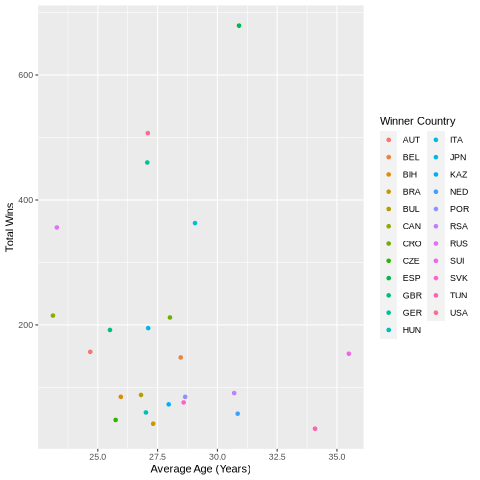 600
400
200
25.0 27.5 30.0 32.5 35.0
Average Age (Years)
Total Wins
Winner Country
AUT ITA
BEL JPN
BIH KAZ
BRA NED
BUL POR
CAN RSA
CRO RUS
CZE SUI
ESP SVK
GBR TUN
GER USA
HUN